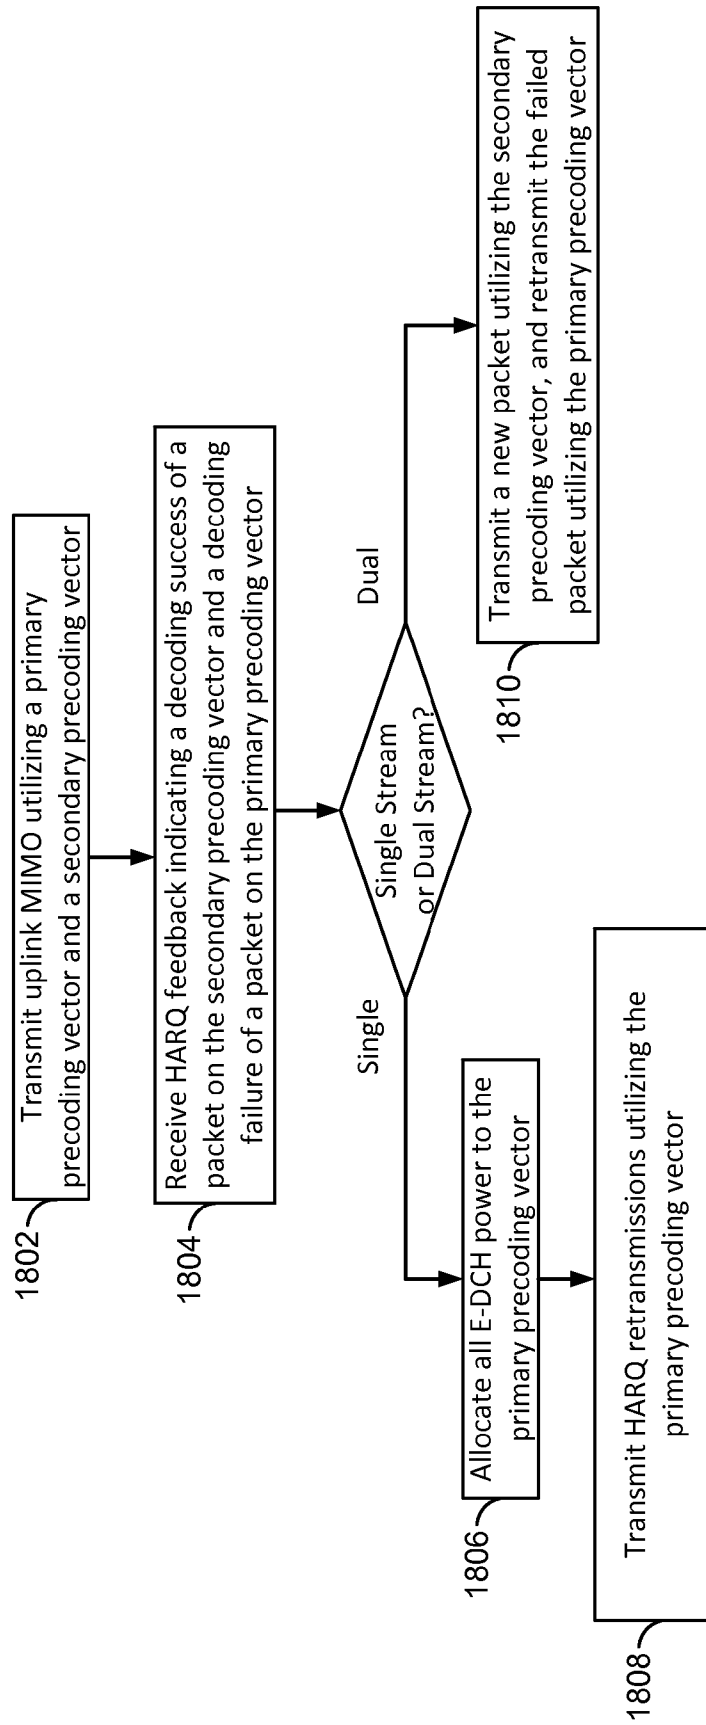 Transmit uplink MIMO utilizing a primary
precoding vector and a secondary precoding vector
1802
Receive HARQ feedback indicating a decoding success of a
packet on the secondary precoding vector and a decoding
failure of a packet on the primary precoding vector
1804
Single Stream
or Dual Stream?
Single
Dual
Allocate all E-DCH power to the
primary precoding vector
1806
Transmit HARQ retransmissions utilizing the
primary precoding vector
1808
Transmit a new packet utilizing the secondary
precoding vector, and retransmit the failed
packet utilizing the primary precoding vector
1810